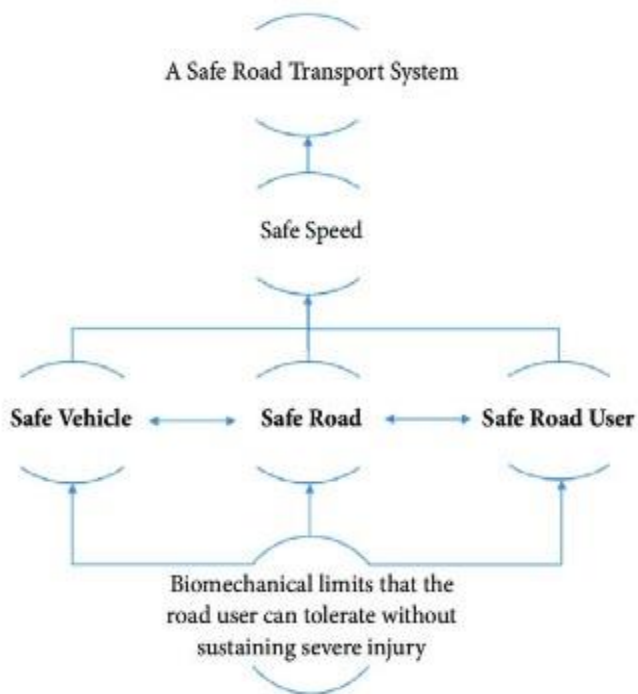 A Safe Road Transport System
Safe Speed
Safe Vehicle
Safe Road
Safe Road User
Biomechanical limits that the
road user can tolerate without
sustaining severe injury